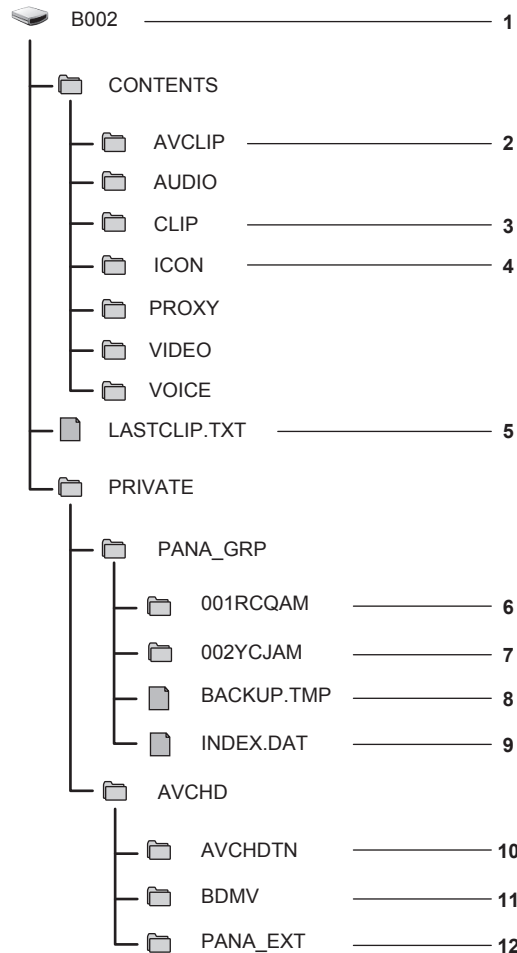 B002 1
CONTENTS
AVCLIP 2
AUDIO
CLIP 3
ICON 4
PROXY
VIDEO
VOICE
LASTCLIP.TXT 5
PRIVATE
PANA_GRP
001RCQAM 6
002YCJAM 7
BACKUP.TMP 8
INDEX.DAT 9
AVCHD
AVCHDTN 10
BDMV 11
PANA_EXT 12